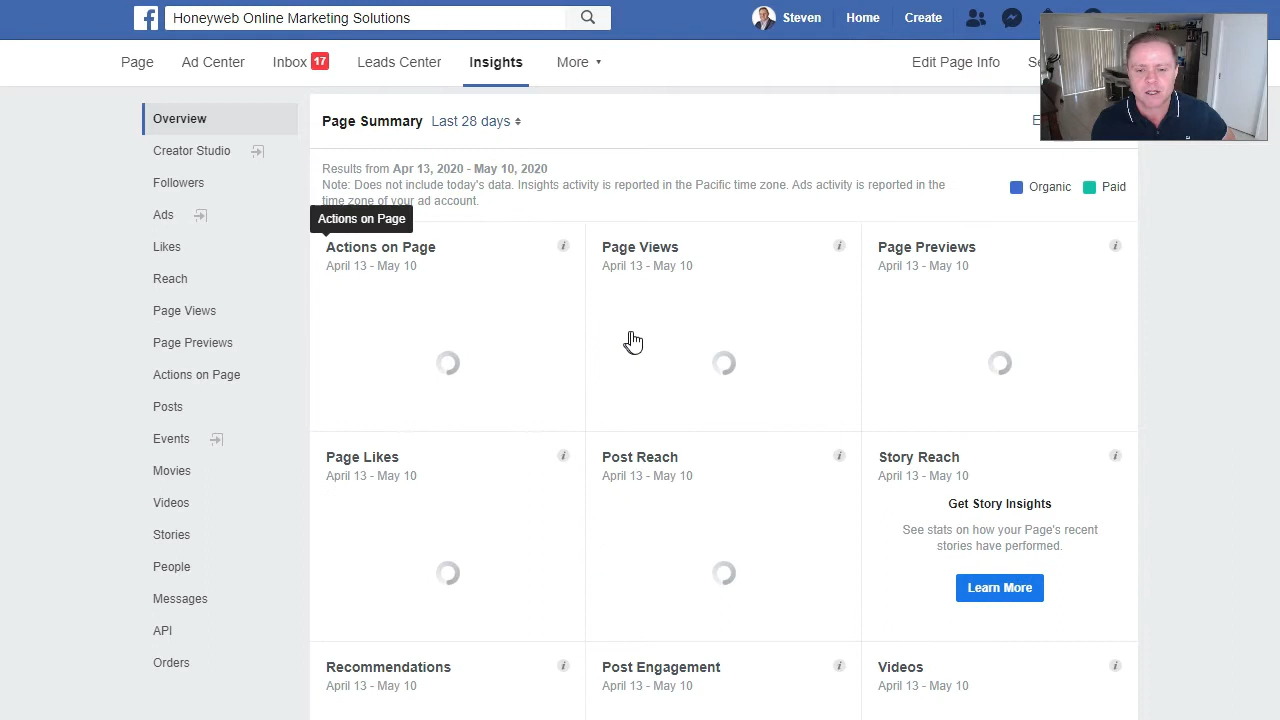 Honeyweb Online Marketing Solutions
Steven
Home
Create
Page
Ad Center
Inbox 17
Leads Center
Insights
More
Edit Page Info
Overview
Creator Studio
Followers
Ads
Likes
Reach
Page Views
Page Previews
Actions on Page
Posts
Events
Movies
Videos
Stories
People
Messages
API
Orders
Page Summary Last 28 days
Results from Apr 13, 2020 - May 10, 2020
Note: Does not include today's data. Insights activity is reported in the Pacific time zone. Ads activity is reported in the
time zone of your ad account.
Organic
Paid
Actions on Page
Actions on Page
April 13 - May 10
Page Views
April 13 - May 10
Page Previews
April 13 - May 10
Page Likes
April 13 - May 10
Post Reach
April 13 - May 10
Story Reach
April 13 - May 10
Get Story Insights
See stats on how your Page's recent
stories have performed.
Learn More
Recommendations
April 13 - May 10
Post Engagement
April 13 - May 10
Videos
April 13 - May 10